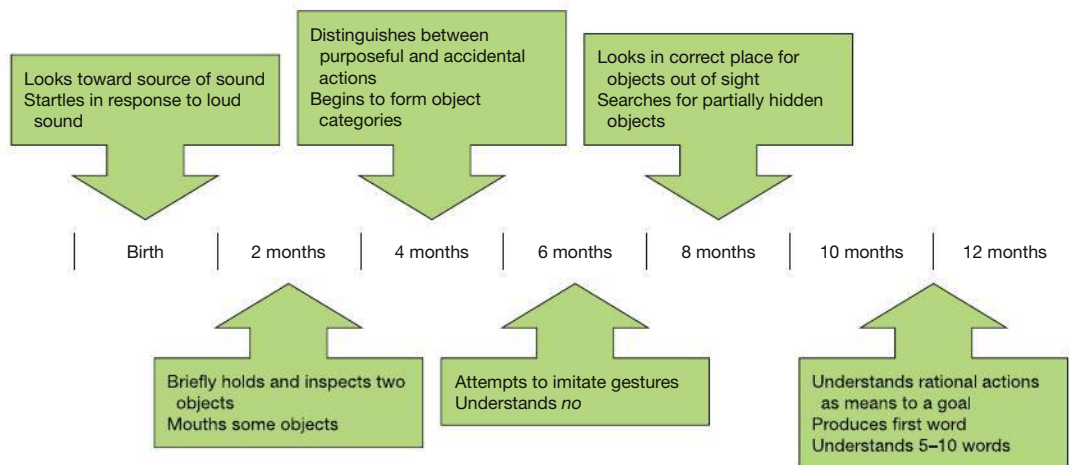 Looks toward source of sound
Startles in response to loud
sound
Distinguishes between
purposeful and accidental
actions
Begins to form object
categories
Looks in correct place for
objects out of sight
Searches for partially hidden
objects
Birth
2 months
4 months
6 months
8 months
10 months
12 months
Briefly holds and inspects two
objects
Mouths some objects
Attempts to imitate gestures
Understands no
Understands rational actions
as means to a goal
Produces first word
Understands 5–10 words